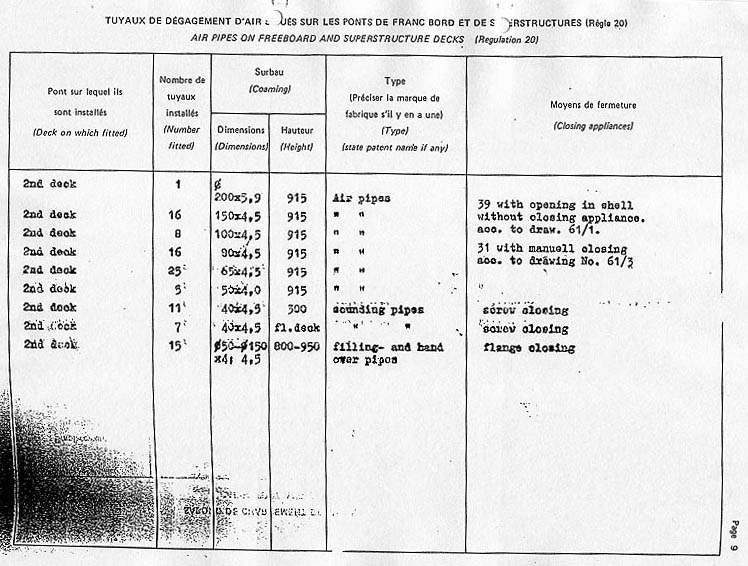 TUYAUX DE DÉGAGEMENT D'AIR SUR LES PONTS DE FRANC BORD ET DE (Règle 20)
AIR PIPES ON FREEBOARD AND SUPERSTRUCTURE DECKS (Regulation 20)
Pont sur lequel ils
sont installés
(Deck on which fitted)
Nombre de
tuyaux
installés
(Number
fitted)
Surbau
(Coaming)
Dimensions
(Dimensions)
Hauteur
(Height)
Type
(Préciser la marque de
fabrique s'il y en a une)
(Type)
(state patent name if any)
Moyens de fermeture
(Closing appliances)
2nd deck 1 ø
200x5,9 915 Air pipes
2nd deck 16 150x4,5 915 " "
2nd deck 8 100x4,5 915 " "
2nd deck 16 90x4,5 915 " "
2nd deck 25 65x4,5 915 " "
2nd deck 5 50x4,0 915 " "
39 with opening in shell
without closing appliance.
acc. to draw. 61/1.
31 with manuell closing
acc. to drawing No. 61/3
2nd deck 11 40x4,5 300 sounding pipes screw closing
2nd deck 7 40x4,5 fl.deck " " screw closing
2nd deck 15 ø50-ø150 800-950 filling- and hand flange closing
x4; 4,5 over pipes
Page 9